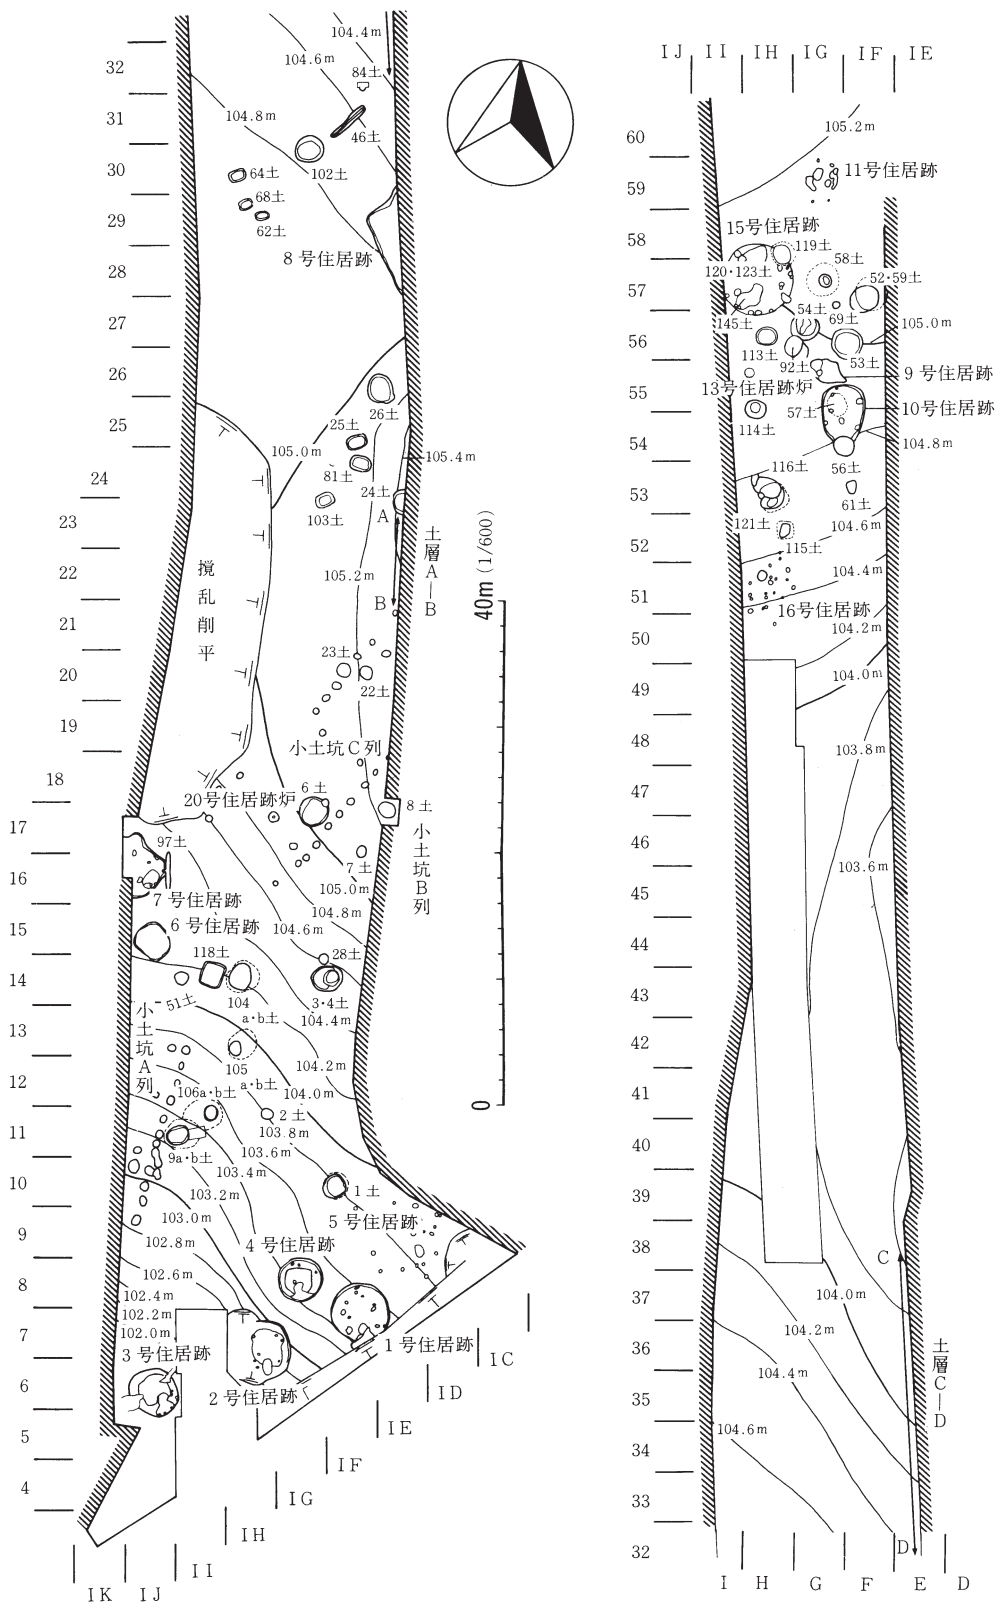 32
31
30
29
28
27
26
25
24
23
22
21
20
19
18
17
16
15
14
13
12
11
10
9
8
7
6
5
4
104.4m
104.6m
84土
104.8m
46土
102土
64土
68土
62土
8号住居跡
26土
25土
105.0m
105.4m
81土
24土
103土
A
土層A—B
撹乱削平
105.2m
B
23土
22土
小土坑C列
20号住居跡炉
6土
8土
小土坑B列
97土
7土
105.0m
7号住居跡
104.8m
6号住居跡
104.6m
118土
28土
51土
104
a・b土
3・4土
104.4m
小土坑A列
105
a・b土
104.2m
104.0m
106a・b土
2土
103.8m
9a・b土
103.6m
103.4m
103.2m
1土
103.0m
5号住居跡
102.8m
4号住居跡
102.6m
102.4m
102.2m
102.0m
3号住居跡
1号住居跡
2号住居跡
IC
ID
IE
IF
IG
IH
II
IK
IJ
40m (1/600)
0
IJ
II
IH
IG
IF
IE
60
59
58
57
56
55
54
53
52
51
50
49
48
47
46
45
44
43
42
41
40
39
38
37
36
35
34
33
32
105.2m
11号住居跡
15号住居跡
119土
58土
120・123土
52・59土
54土
69土
145土
105.0m
113土
92土
53土
9号住居跡
13号住居跡炉
57土
10号住居跡
114土
104.8m
56土
116土
61土
121土
104.6m
115土
104.4m
16号住居跡
104.2m
104.0m
103.8m
103.6m
C
104.0m
104.2m
土層C—D
104.4m
104.6m
D
I
H
G
F
E
D